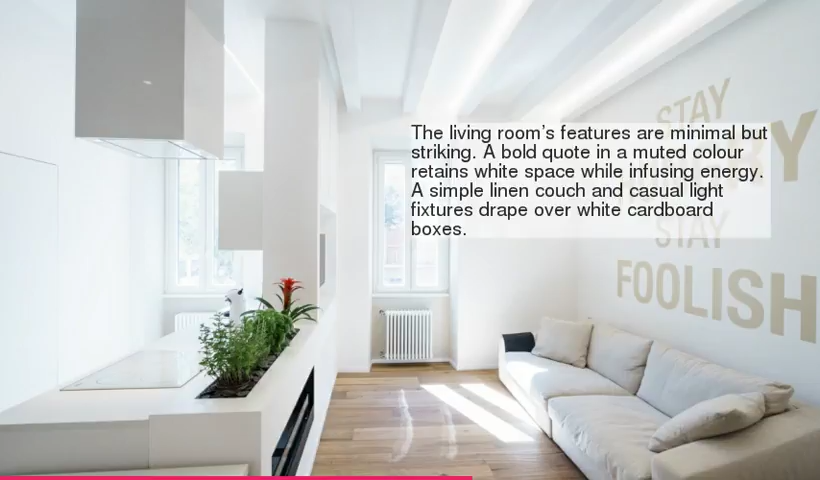 STAY
The living room's features are minimal but
striking. A bold quote in a muted colour
retains white space while infusing energy.
A simple linen couch and casual light
fixtures drape over white cardboard
boxes.
STAY
FOOLISH